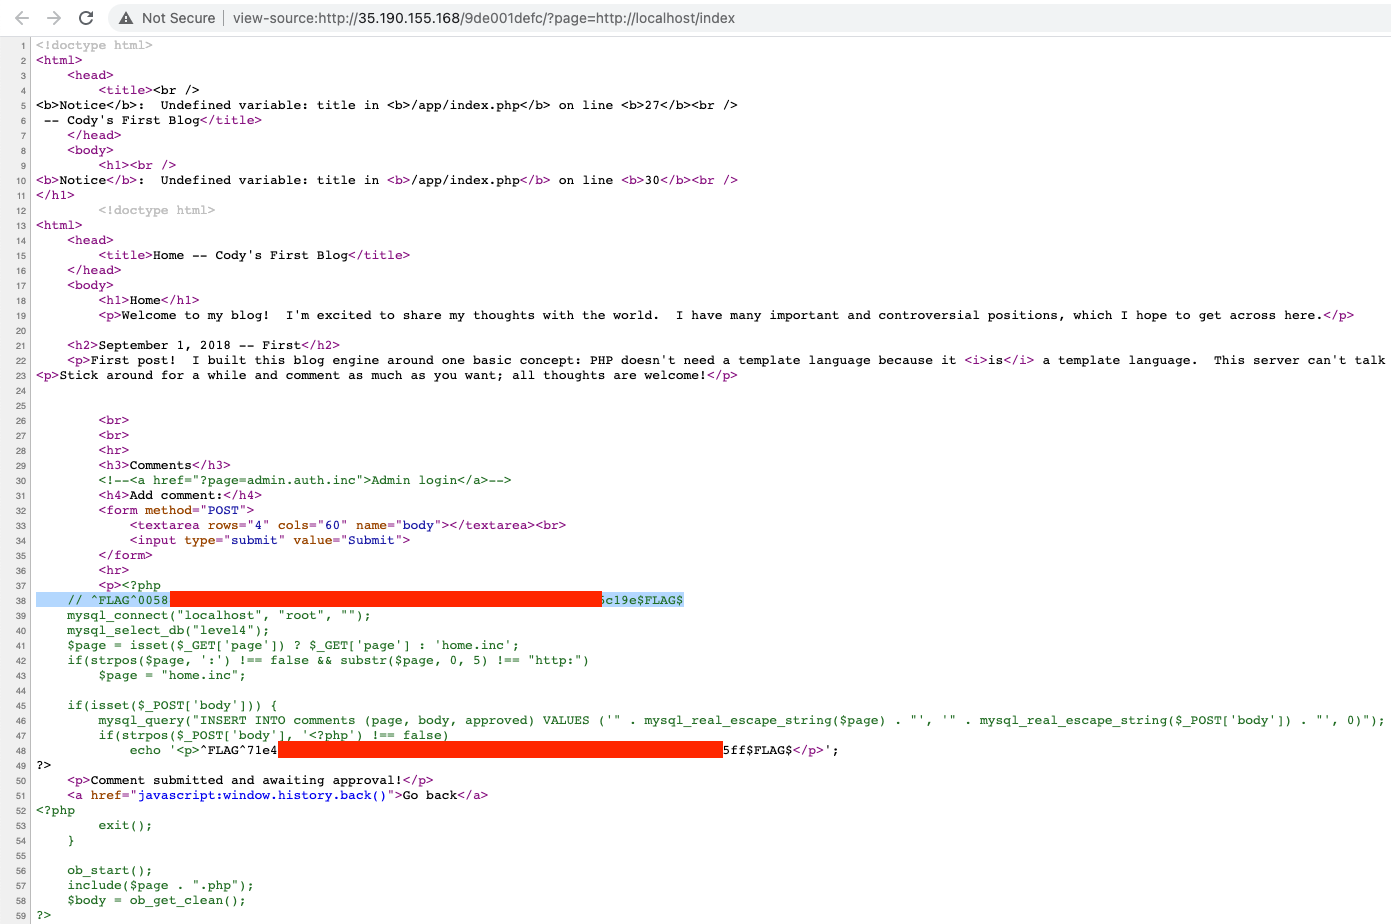 Not Secure | view-source:http://35.190.155.168/9de001defc/?page=http://localhost/index
1 <!doctype html>
2 <html>
3 <head>
4 <title><br />
5 <b>Notice</b>:  Undefined variable: title in <b>/app/index.php</b> on line <b>27</b><br />
6 -- Cody's First Blog</title>
7 </head>
8 <body>
9 <h1><br />
10 <b>Notice</b>:  Undefined variable: title in <b>/app/index.php</b> on line <b>30</b><br />
11 </h1>
12 <!doctype html>
13 <html>
14 <head>
15 <title>Home -- Cody's First Blog</title>
16 </head>
17 <body>
18 <h1>Home</h1>
19 <p>Welcome to my blog!  I'm excited to share my thoughts with the world.  I have many important and controversial positions, which I hope to get across here.</p>
20
21 <h2>September 1, 2018 -- First</h2>
22 <p>First post!  I built this blog engine around one basic concept: PHP doesn't need a template language because it <i>is</i> a template language.  This server can't talk
23 <p>Stick around for a while and comment as much as you want; all thoughts are welcome!</p>
24
25
26 <br>
27 <br>
28 <hr>
29 <h3>Comments</h3>
30 <!--<a href="?page=admin.auth.inc">Admin login</a>-->
31 <h4>Add comment:</h4>
32 <form method="POST">
33 <textarea rows="4" cols="60" name="body"></textarea><br>
34 <input type="submit" value="Submit">
35 </form>
36 <hr>
37 <p><?php
38 // ^FLAG^0058 5c19e$FLAG$
39 mysql_connect("localhost", "root", "");
40 mysql_select_db("level4");
41 $page = isset($_GET['page']) ? $_GET['page'] : 'home.inc';
42 if(strpos($page, ':') !== false && substr($page, 0, 5) !== "http:")
43 $page = "home.inc";
44
45 if(isset($_POST['body'])) {
46 mysql_query("INSERT INTO comments (page, body, approved) VALUES ('" . mysql_real_escape_string($page) . "', '" . mysql_real_escape_string($_POST['body']) . "', 0)");
47 if(strpos($_POST['body'], '<?php') !== false)
48 echo '<p>^FLAG^71e4 5ff$FLAG$</p>';
49 ?>
50 <p>Comment submitted and awaiting approval!</p>
51 <a href="javascript:window.history.back()">Go back</a>
52 <?php
53 exit();
54 }
55
56 ob_start();
57 include($page . ".php");
58 $body = ob_get_clean();
59 ?>